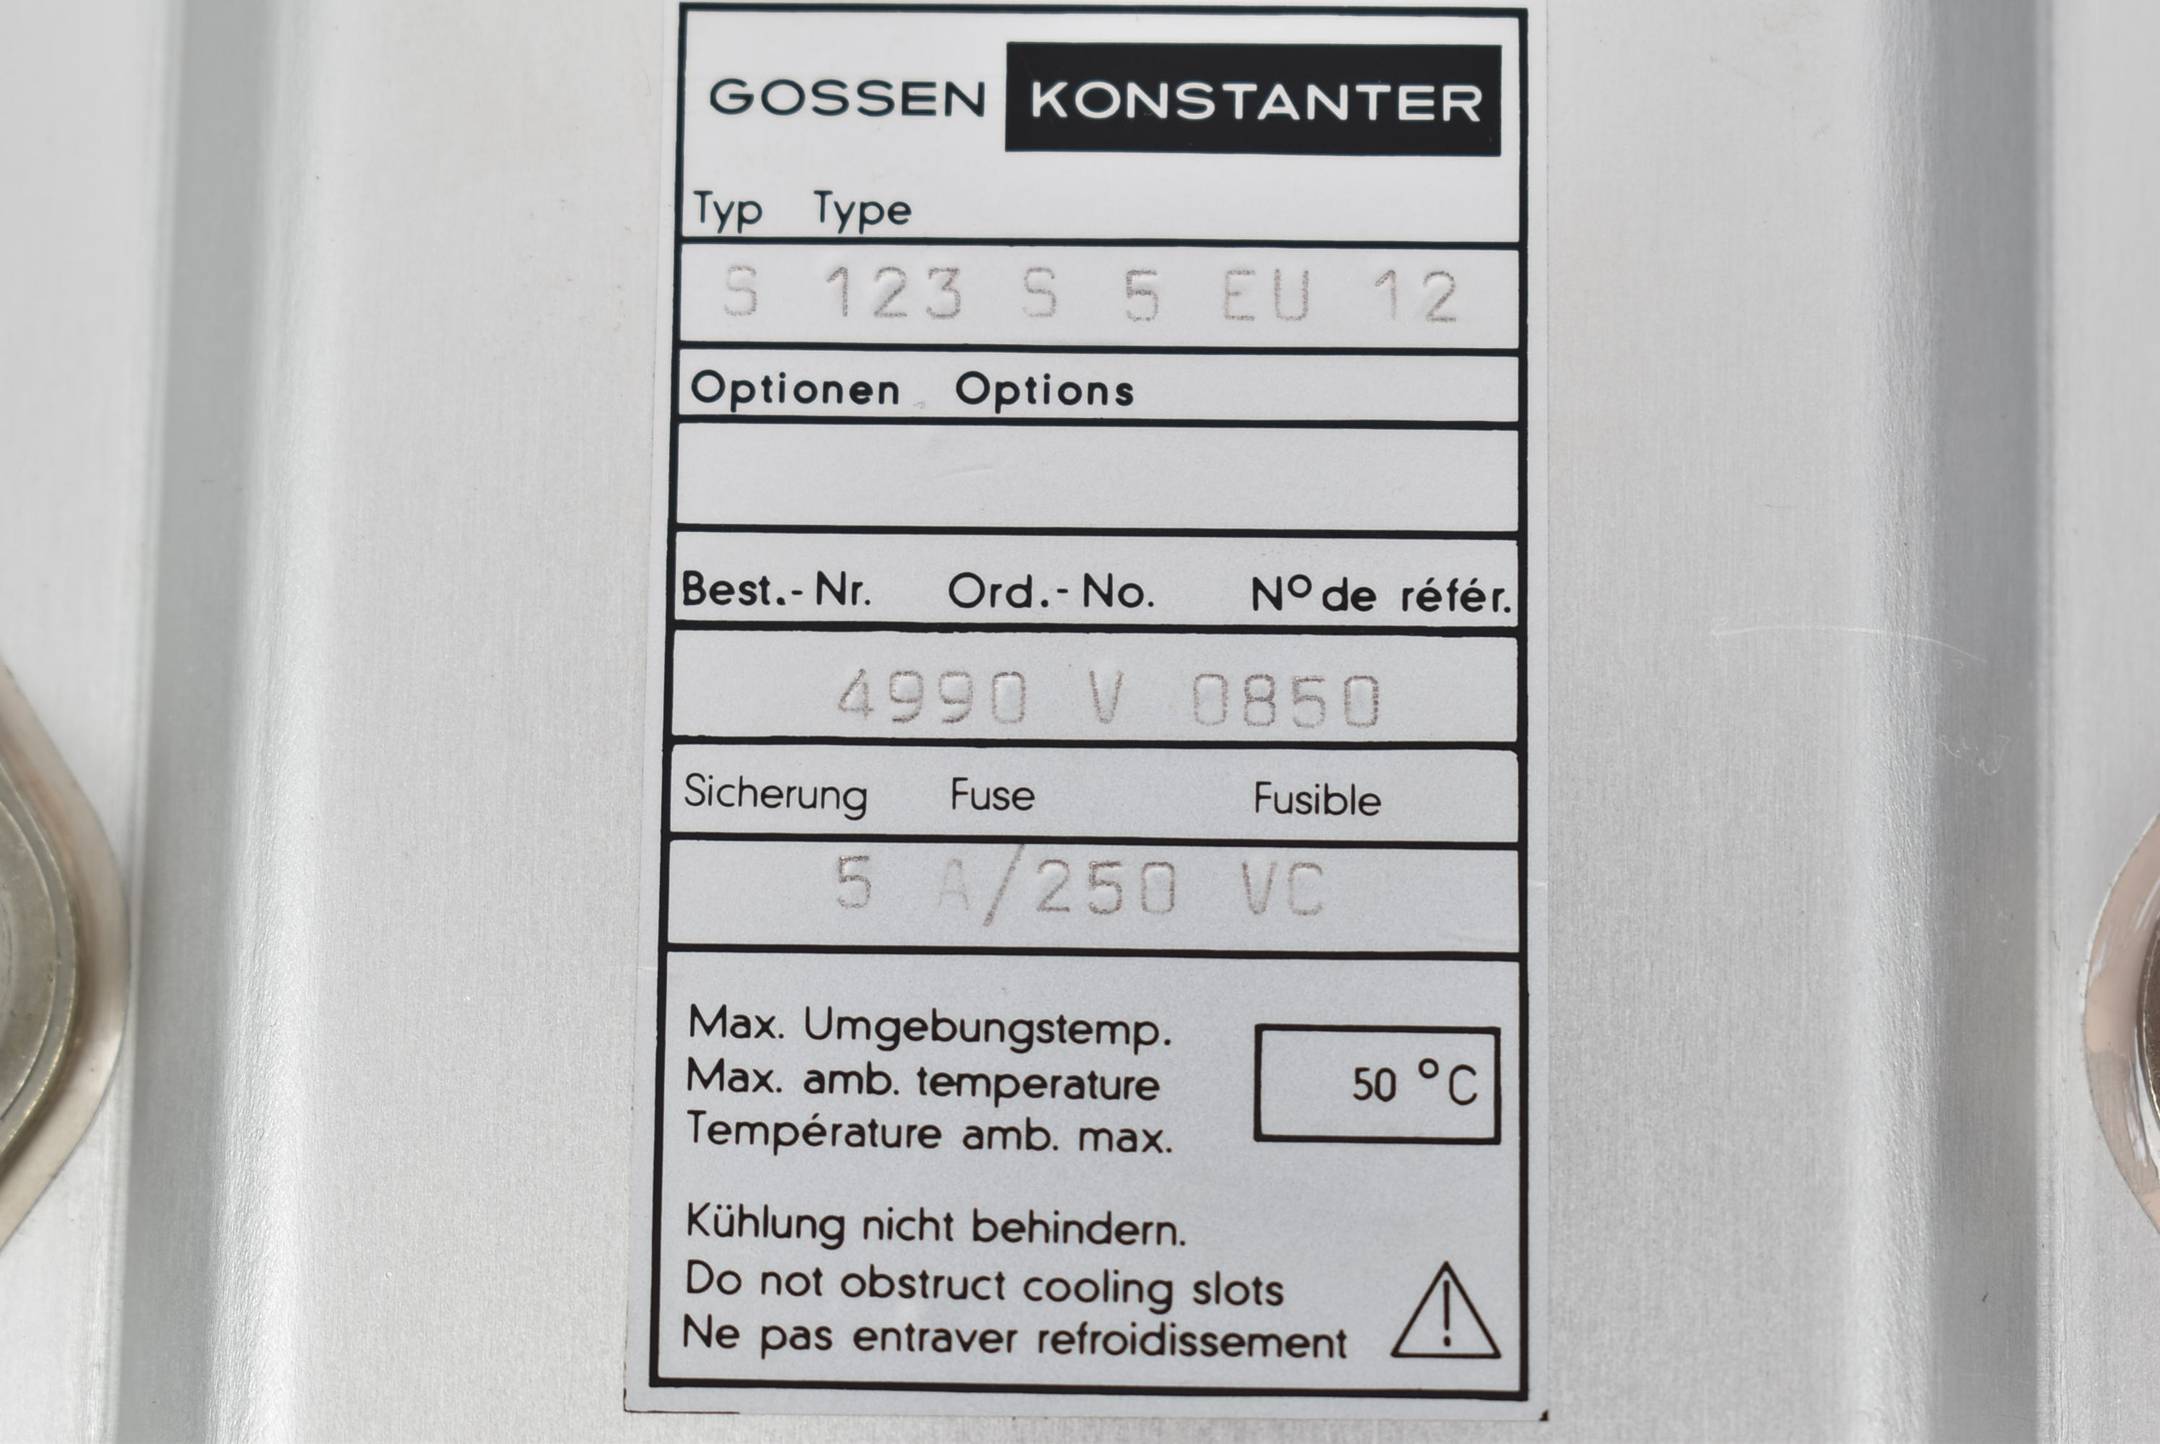 GOSSEN KONSTANTER
Typ Type
S 123 S 5 EU 12
Optionen Options
Best.-Nr. Ord.-No. Nº de référ.
4990 V 0850
Sicherung Fuse Fusible
5 A/250 VC
Max. Umgebungstemp.
Max. amb. temperature
Température amb. max.
50 °C
Kühlung nicht behindern.
Do not obstruct cooling slots
Ne pas entraver refroidissement